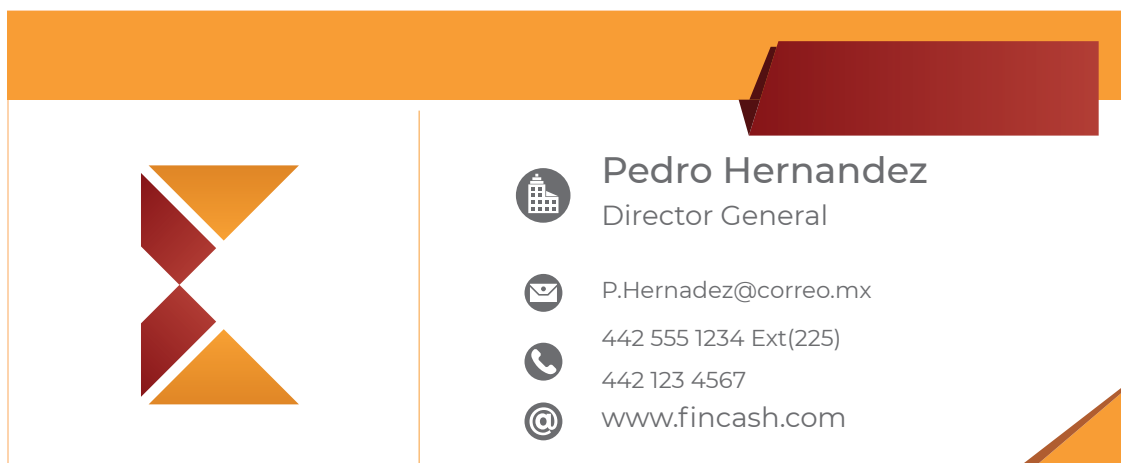 Pedro Hernandez
Director General
P.Hernadez@correo.mx
442 555 1234 Ext(225)
442 123 4567
www.fincash.com